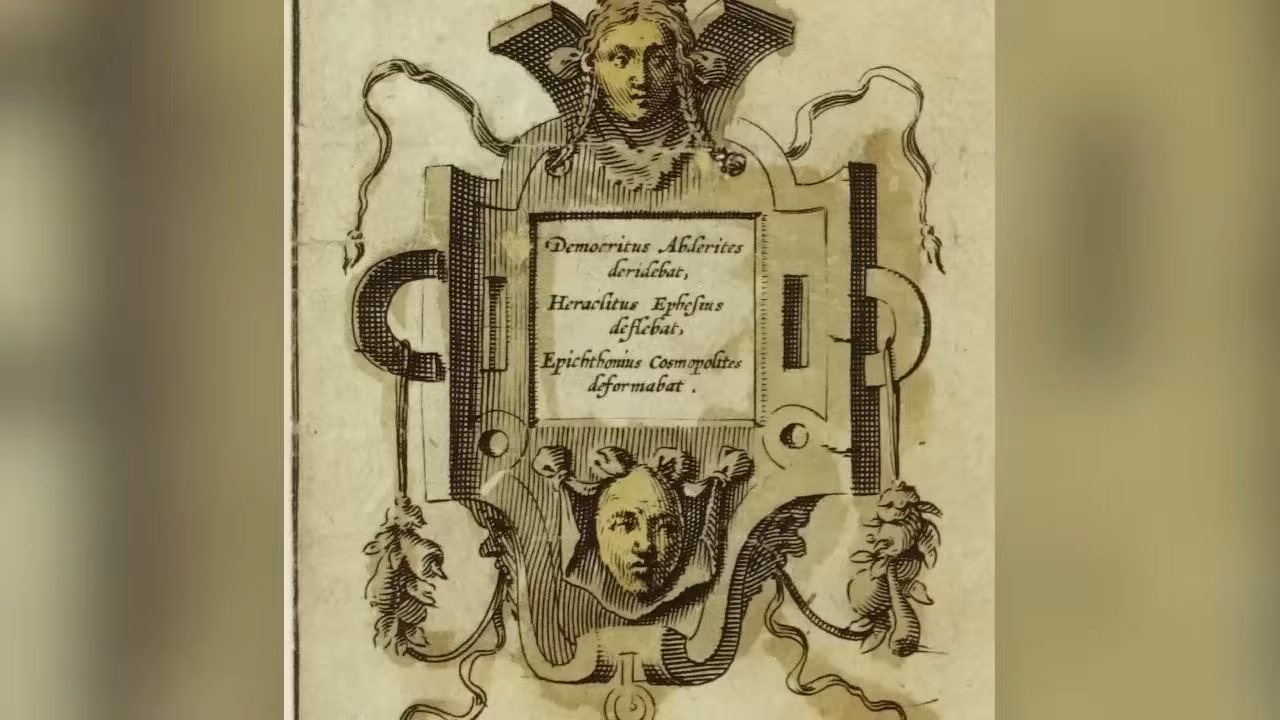 Democritus Abderites
deridebat,
Heraclitus Ephesius
deflebat,
Epichthonius Cosmopolites
deformabat .